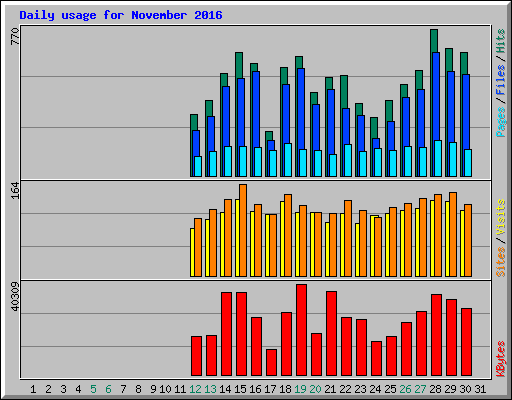 Daily usage for November 2016
770
Pages / Files / Hits
164
Sites / Visits
40309
KBytes
1 2 3 4 5 6 7 8 9 10 11 12 13 14 15 16 17 18 19 20 21 22 23 24 25 26 27 28 29 30 31